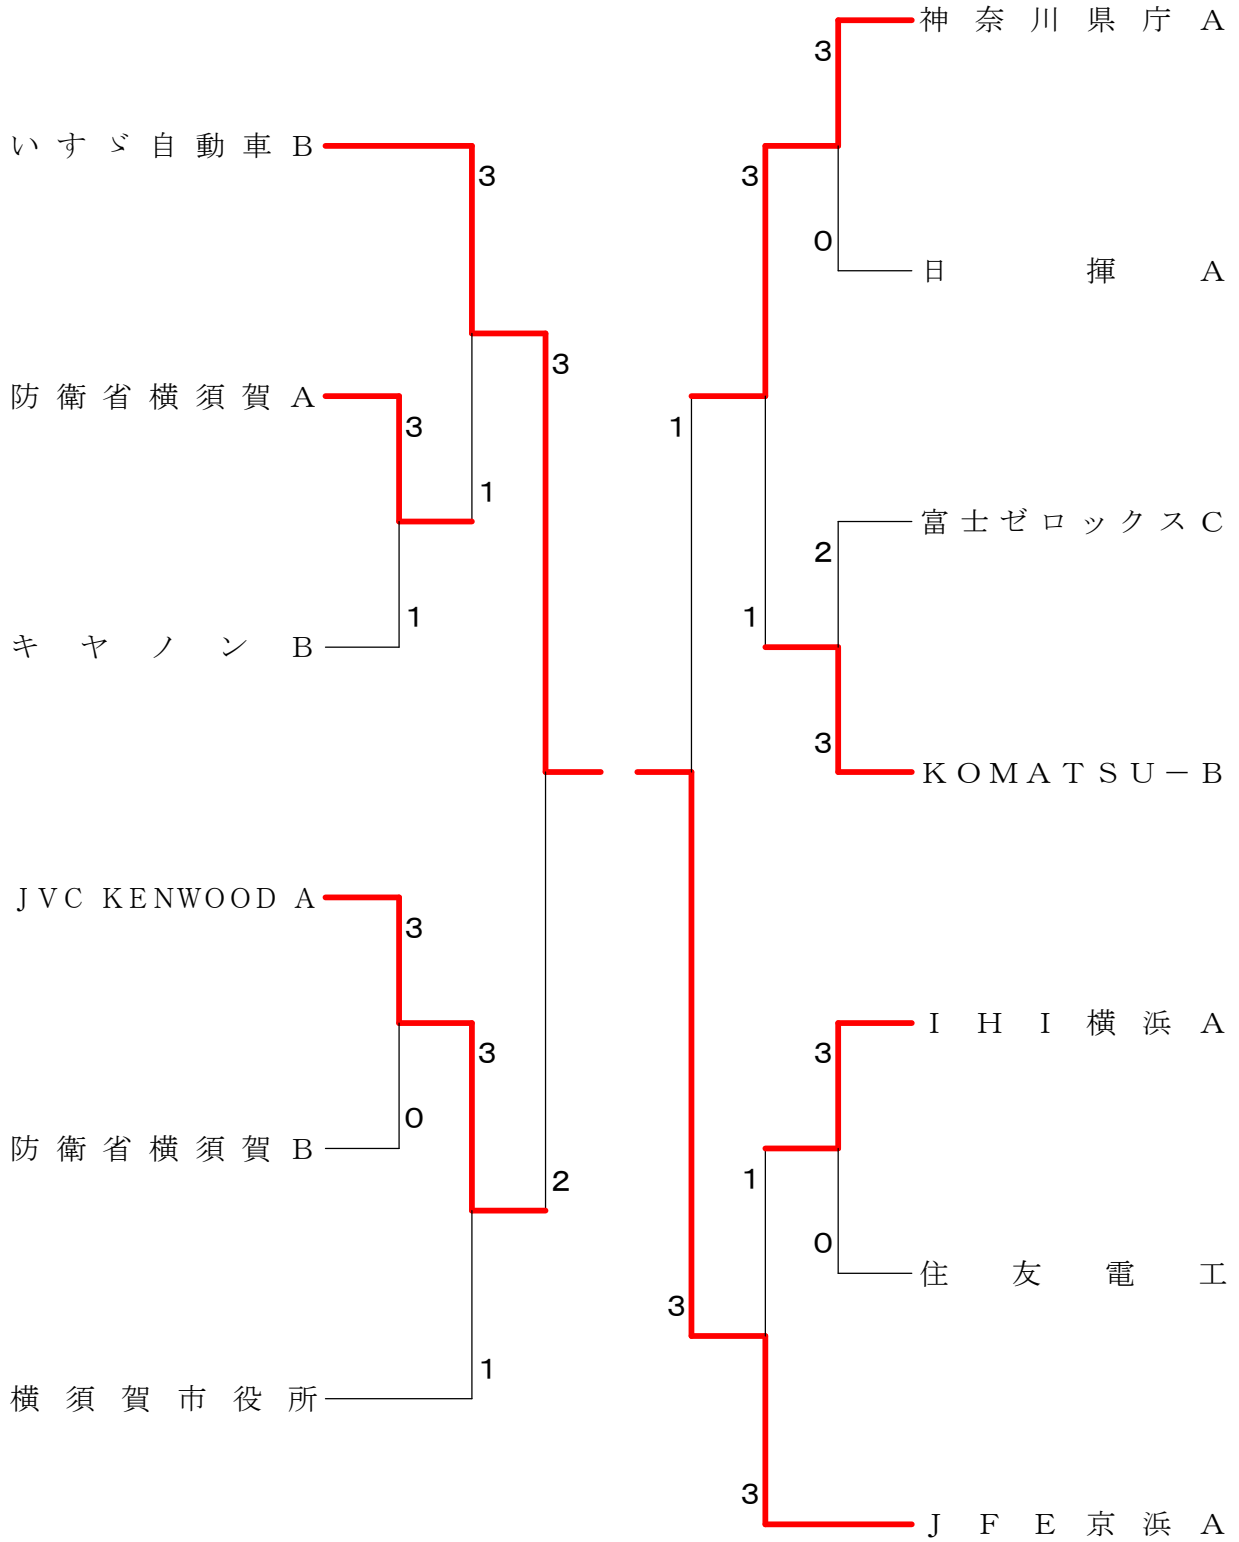 いすゞ自動車B
3
防衛省横須賀A
3
1
キヤノンB
1
3
JVC KENWOOD A
3
3
防衛省横須賀B
0
2
横須賀市役所
1
神奈川県庁A
3
3
日揮A
0
1
富士ゼロックスC
2
1
KOMATSU-B
3
IHI横浜A
3
1
住友電工
0
3
JFE京浜A
3